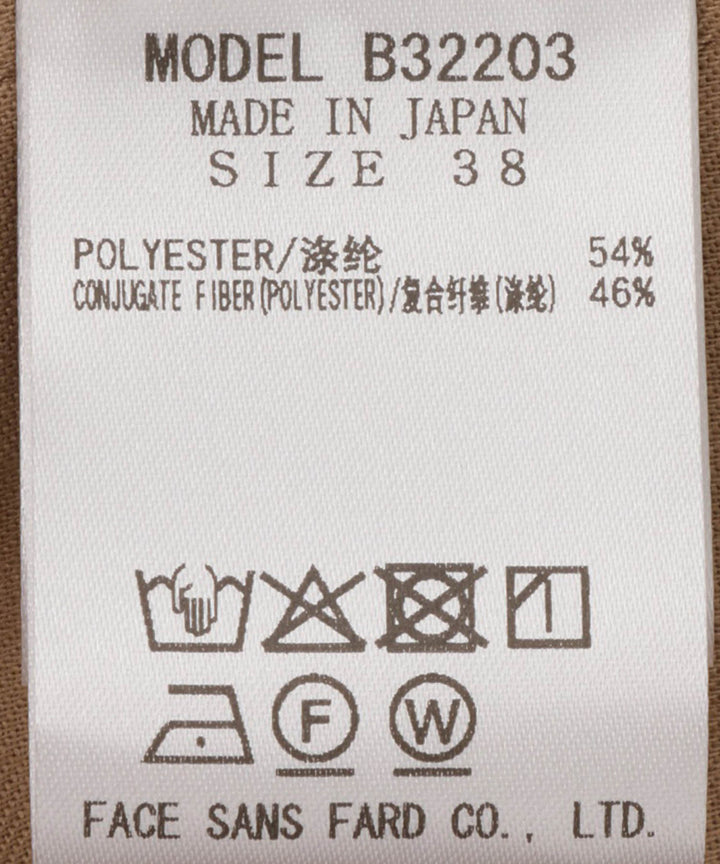 MODEL B32203
MADE IN JAPAN
SIZE 38
POLYESTER/涤纶 54%
CONJUGATE FIBER(POLYESTER)/复合纤维(涤纶) 46%
F W
FACE SANS FARD CO., LTD.